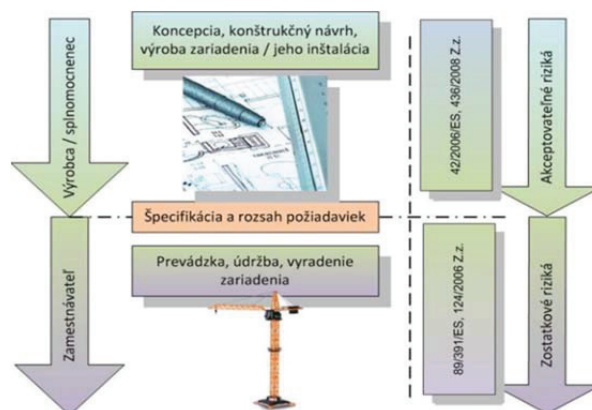 Koncepcia, konštrukčný návrh,
výroba zariadenia / jeho inštalácia
Výrobca / splnomocnenec
42/2006/ES, 436/2008 Z.z.
Akceptovateľné riziká
Špecifikácia a rozsah požiadaviek
Prevádzka, údržba, vyradenie
zariadenia
Zamestnávateľ
89/391/ES, 124/2006 Z.z.
Zostatkové riziká